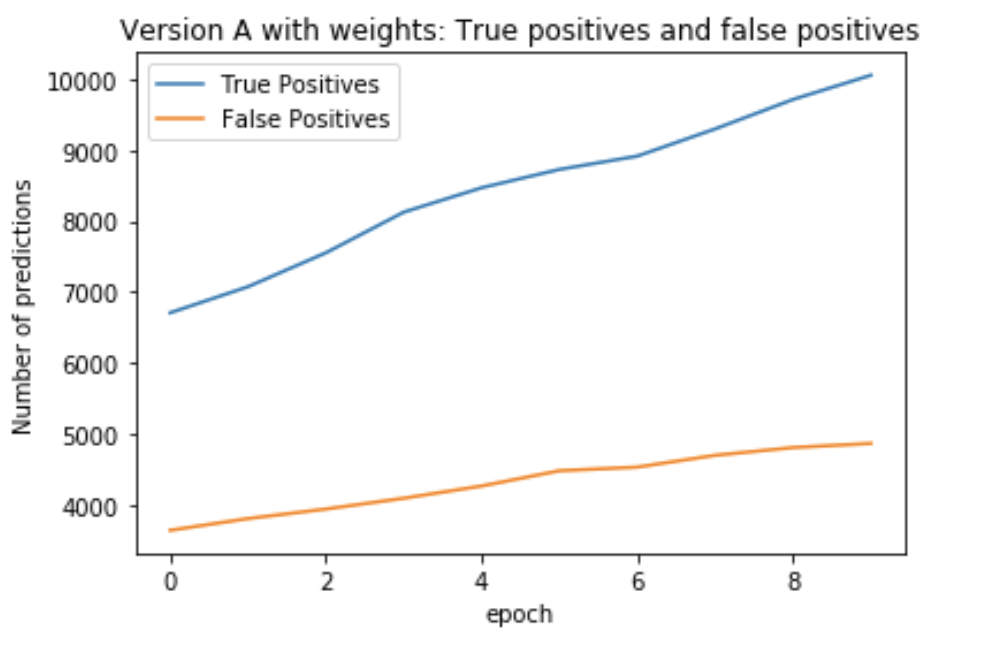 Version A with weights: True positives and false positives
True Positives
False Positives
10000
9000
8000
7000
6000
5000
4000
Number of predictions
0 2 4 6 8
epoch